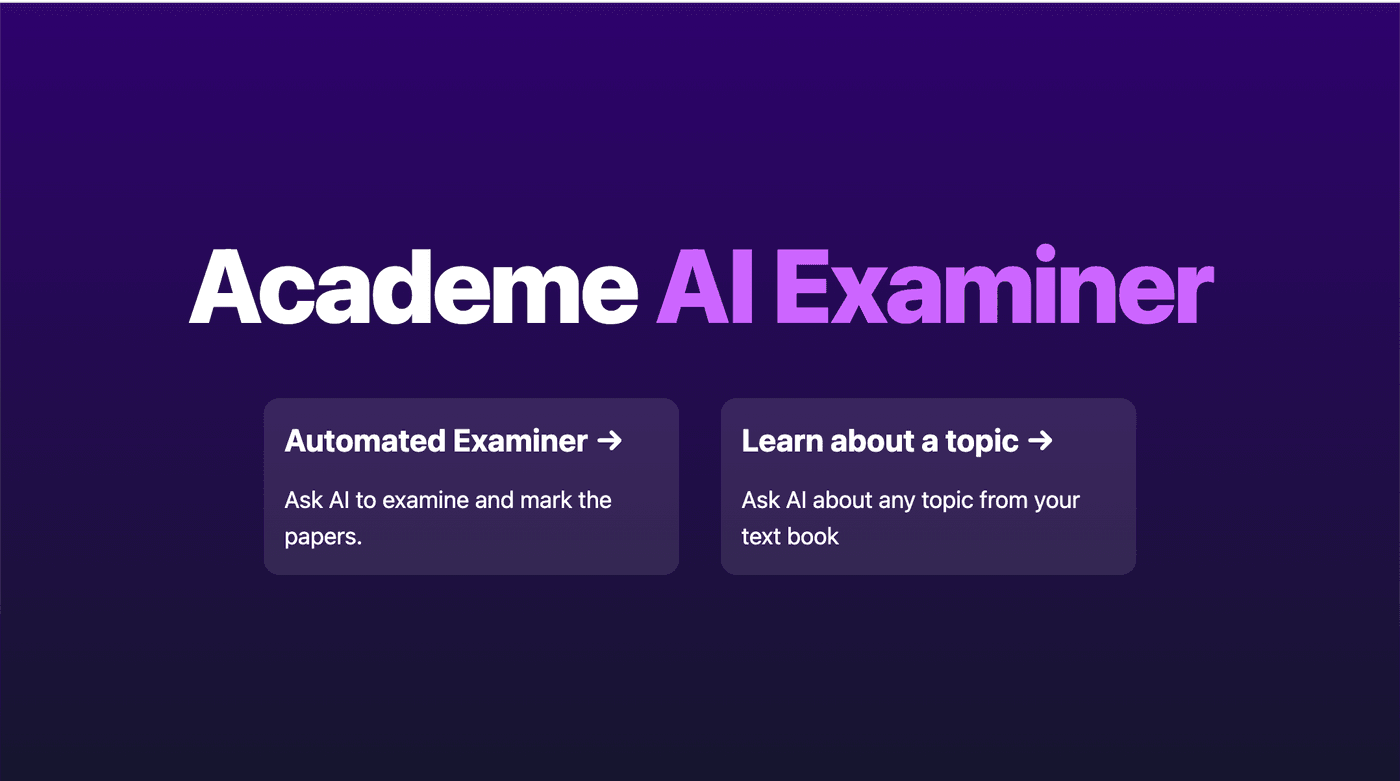 Academe AI Examiner
Automated Examiner →
Ask AI to examine and mark the
papers.
Learn about a topic →
Ask AI about any topic from your
text book